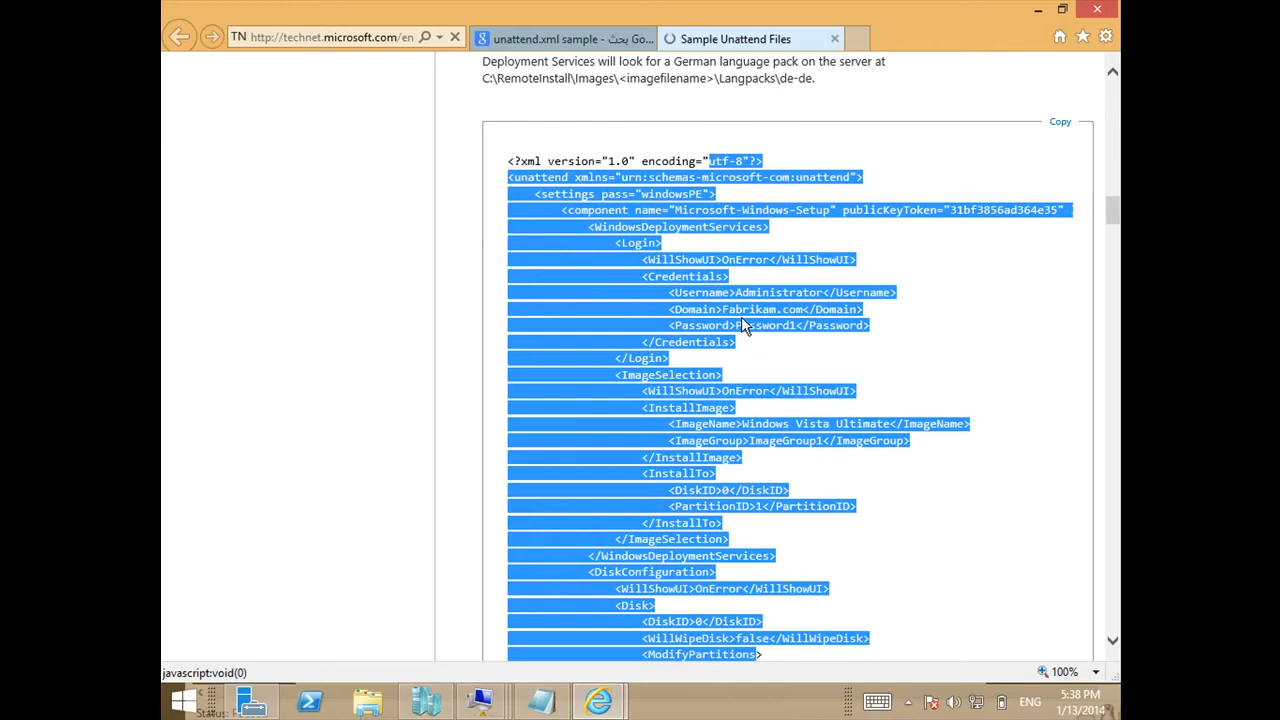 TN http://technet.microsoft.com/en
unattend.xml sample - بحث Go...
Sample Unattend Files
Deployment Services will look for a German language pack on the server at
C:\RemoteInstall\Images\<imagefilename>\Langpacks\de-de.
Copy
<?xml version="1.0" encoding="utf-8"?>
<unattend xmlns="urn:schemas-microsoft-com:unattend">
<settings pass="windowsPE">
<component name="Microsoft-Windows-Setup" publicKeyToken="31bf3856ad364e35"
<WindowsDeploymentServices>
<Login>
<WillShowUI>OnError</WillShowUI>
<Credentials>
<Username>Administrator</Username>
<Domain>Fabrikam.com</Domain>
<Password>Password1</Password>
</Credentials>
</Login>
<ImageSelection>
<WillShowUI>OnError</WillShowUI>
<InstallImage>
<ImageName>Windows Vista Ultimate</ImageName>
<ImageGroup>ImageGroup1</ImageGroup>
</InstallImage>
<InstallTo>
<DiskID>0</DiskID>
<PartitionID>1</PartitionID>
</InstallTo>
</ImageSelection>
</WindowsDeploymentServices>
<DiskConfiguration>
<WillShowUI>OnError</WillShowUI>
<Disk>
<DiskID>0</DiskID>
<WillWipeDisk>false</WillWipeDisk>
<ModifyPartitions>
javascript:void(0)
100%
ENG
5:38 PM
1/13/2014
Status: